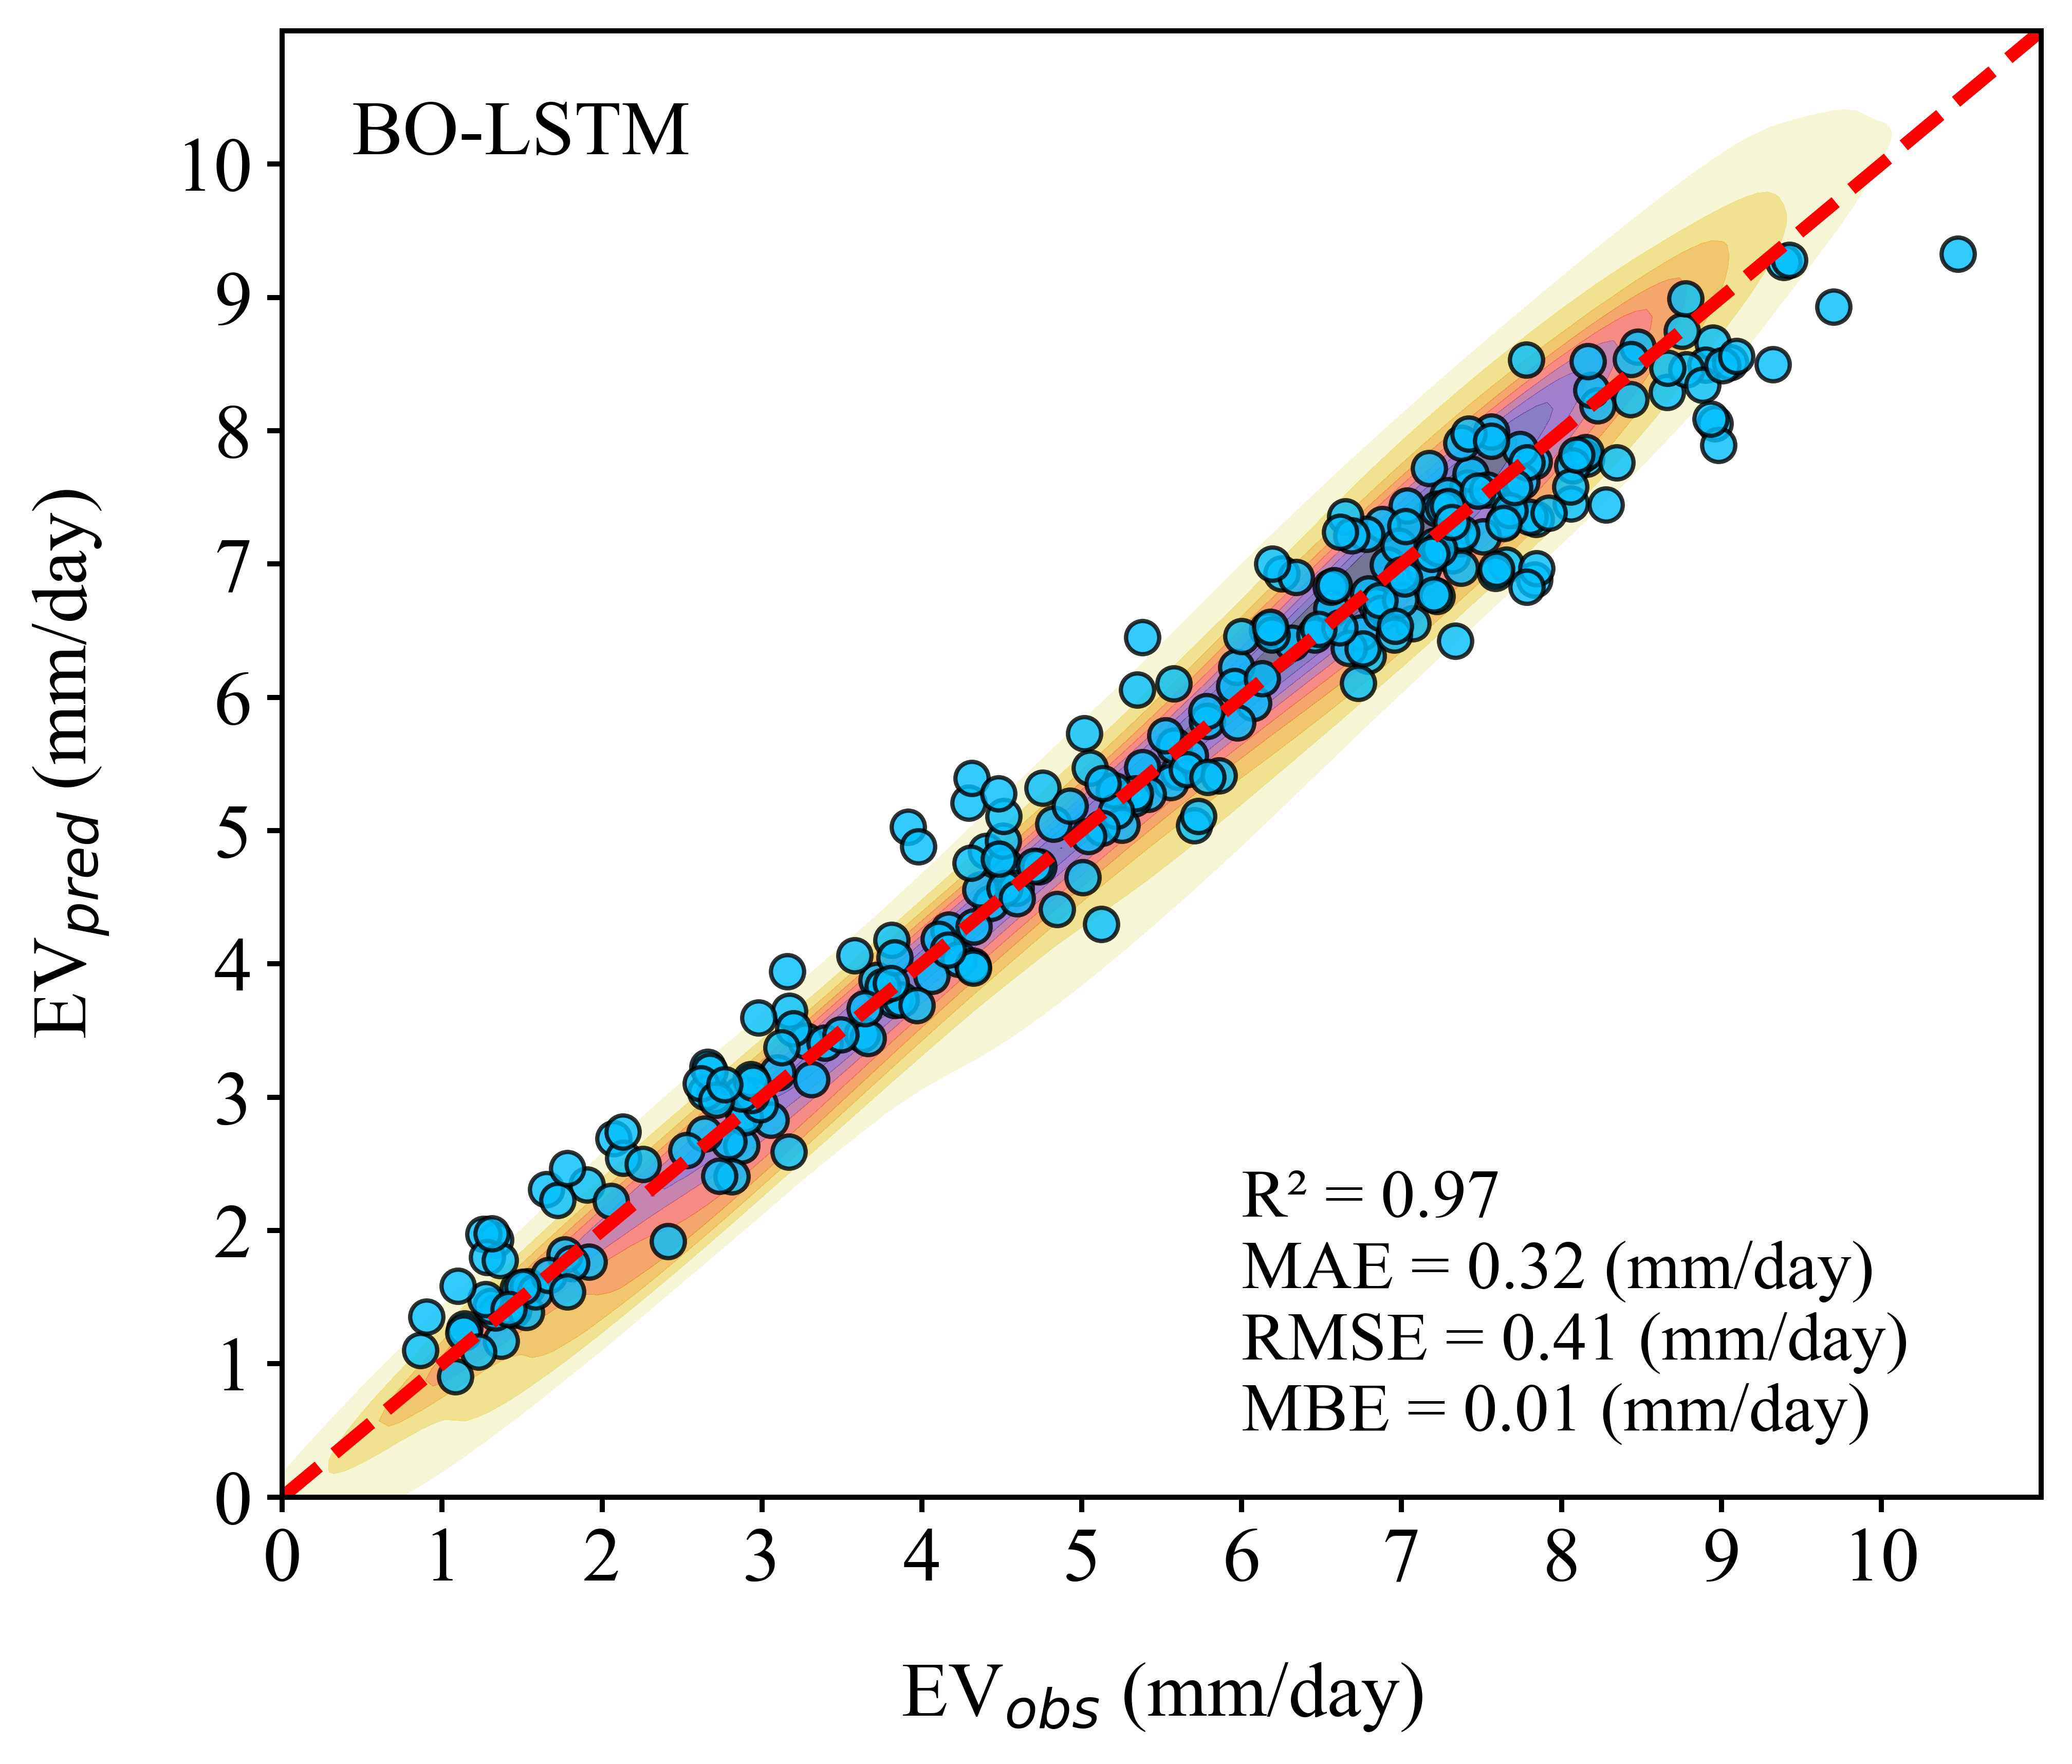 BO-LSTM
10
9
8
7
6
5
4
3
2
1
0
EV_pred (mm/day)
R² = 0.97
MAE = 0.32 (mm/day)
RMSE = 0.41 (mm/day)
MBE = 0.01 (mm/day)
0 1 2 3 4 5 6 7 8 9 10
EV_obs (mm/day)